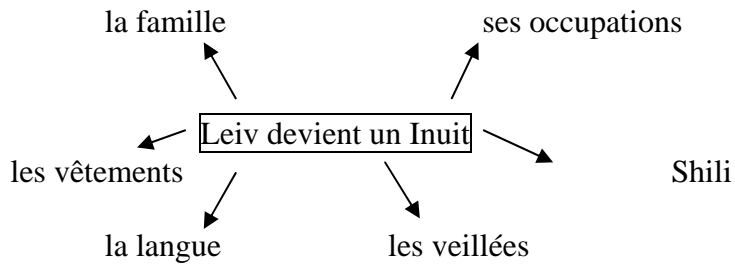 la famille
ses occupations
Leiv devient un Inuit
les vêtements
Shili
la langue
les veillées